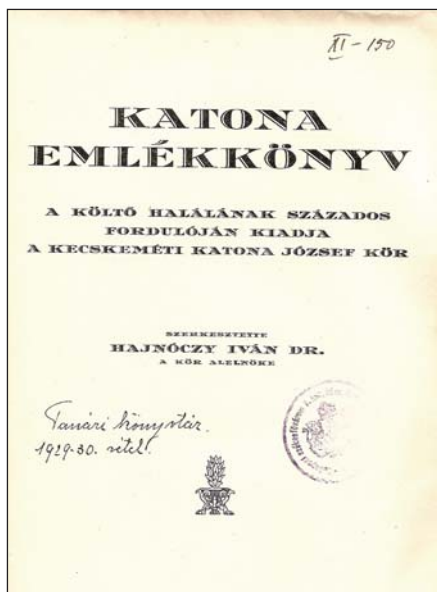 XI-150
KATONA
EMLÉKKÖNYV
A KÖLTŐ HALÁLÁNAK SZÁZADOS
FORDULÓJÁN KIADJA
A KECSKEMÉTI KATONA JÓZSEF KÖR
SZERKESZTETTE
HAJNÓCZY IVÁN DR.
A KÖR ALELNÖKE
Tanári könyvtár.
1929-30.